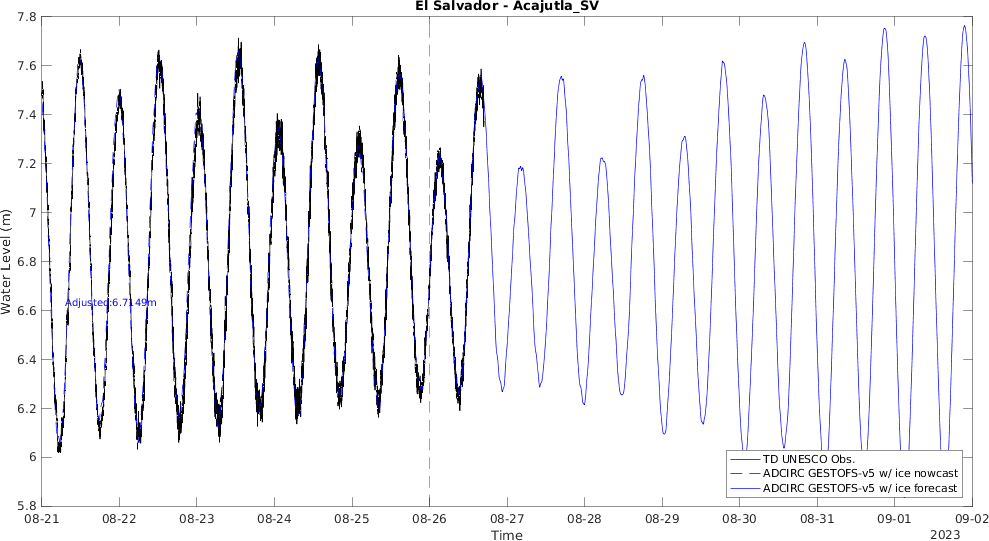 El Salvador - Acajutla_SV
7.8
7.6
7.4
7.2
7
6.8
6.6
6.4
6.2
6
5.8
Water Level (m)
Adjusted:6.7149m
TD UNESCO Obs.
ADCIRC GESTOFS-v5 w/ ice nowcast
ADCIRC GESTOFS-v5 w/ ice forecast
08-21 08-22 08-23 08-24 08-25 08-26 08-27 08-28 08-29 08-30 08-31 09-01 09-02
Time
2023